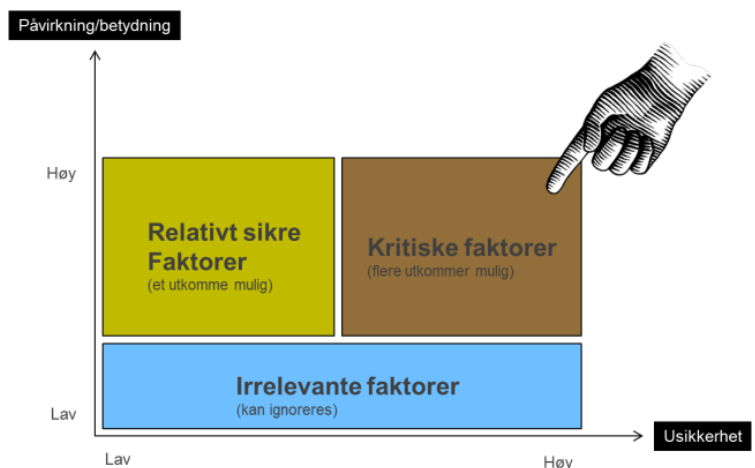 Påvirkning/betydning
Høy
Relativt sikre
Faktorer
(et utkomme mulig)
Kritiske faktorer
(flere utkommer mulig)
Irrelevante faktorer
(kan ignoreres)
Lav
Usikkerhet
Lav
Høy